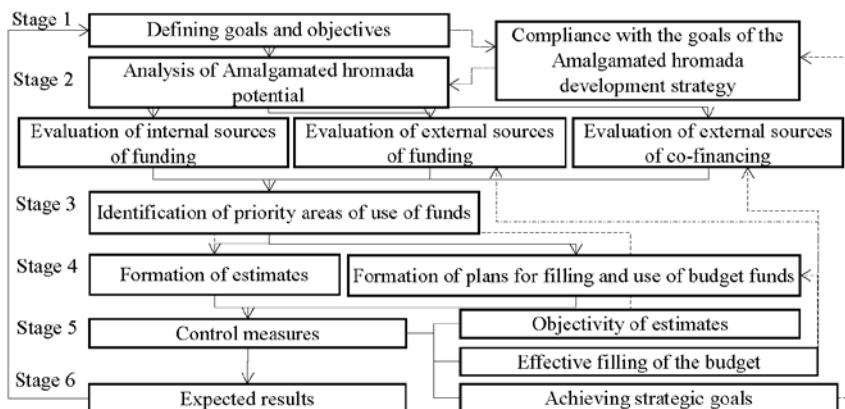 Stage 1
Defining goals and objectives
Compliance with the goals of the
Amalgamated hromada
development strategy
Stage 2
Analysis of Amalgamated hromada
potential
Evaluation of internal sources
of funding
Evaluation of external sources
of funding
Evaluation of external sources
of co-financing
Stage 3
Identification of priority areas of use of funds
Stage 4
Formation of estimates
Formation of plans for filling and use of budget funds
Stage 5
Control measures
Objectivity of estimates
Effective filling of the budget
Stage 6
Expected results
Achieving strategic goals